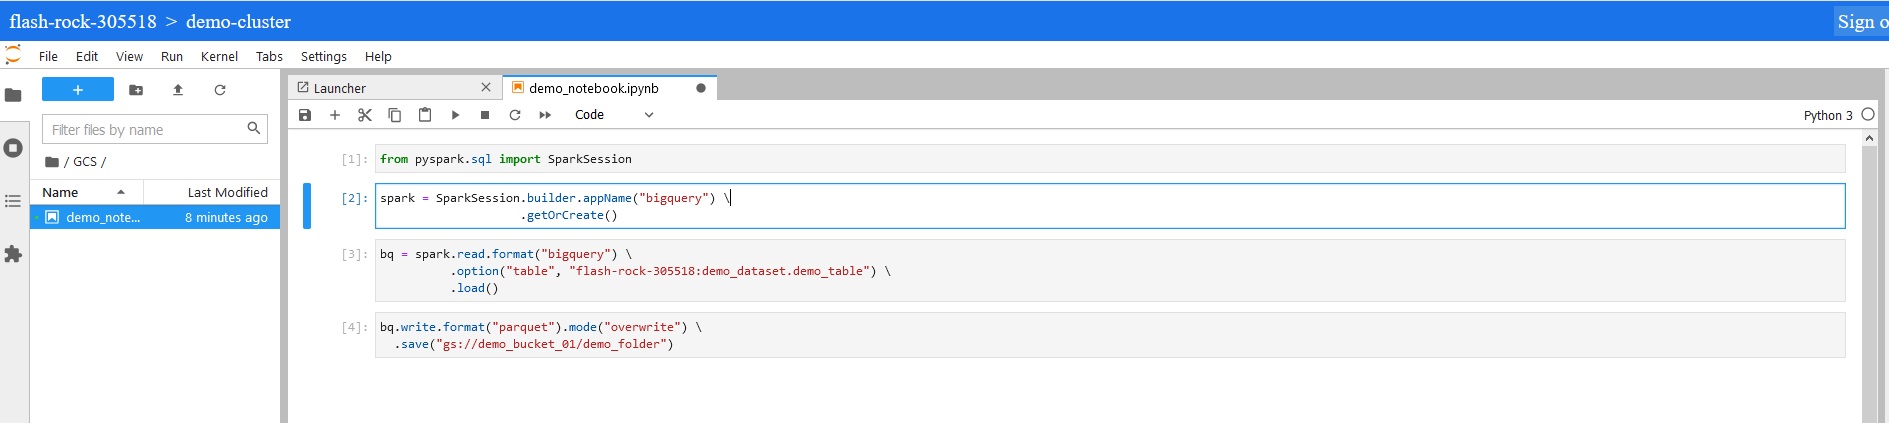 flash-rock-305518 > demo-cluster
Sign o
File Edit View Run Kernel Tabs Settings Help
+
Filter files by name
/ GCS /
Name Last Modified
demo_note... 8 minutes ago
Launcher
demo_notebook.ipynb
Code
Python 3
[1]: from pyspark.sql import SparkSession
[2]: spark = SparkSession.builder.appName("bigquery") \
.getOrCreate()
[3]: bq = spark.read.format("bigquery") \
.option("table", "flash-rock-305518:demo_dataset.demo_table") \
.load()
[4]: bq.write.format("parquet").mode("overwrite") \
.save("gs://demo_bucket_01/demo_folder")